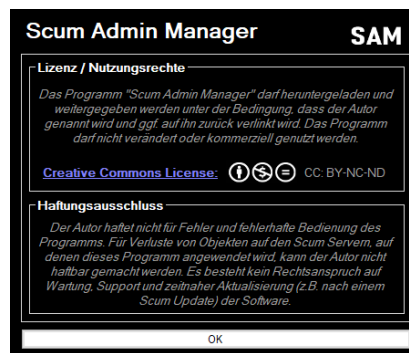 Scum Admin Manager SAM
Lizenz / Nutzungsrechte
Das Programm "Scum Admin Manager" darf heruntergeladen und
weitergegeben werden unter der Bedingung, dass der Autor
genannt wird und ggf. auf ihn zurück verlinkt wird. Das Programm
darf nicht verändert oder kommerziell genutzt werden.
Creative Commons License: CC: BY-NC-ND
Haftungsausschluss
Der Autor haftet nicht für Fehler und fehlerhafte Bedienung des
Programms. Für Verluste von Objekten auf den Scum Servern, auf
denen dieses Programm angewendet wird, kann der Autor nicht
haftbar gemacht werden. Es besteht kein Rechtsanspruch auf
Wartung, Support und zeitnaher Aktualisierung (z.B. nach einem
Scum Update) der Software.
OK